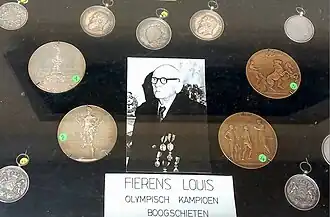 FIERENS LOUIS
OLYMPISCH KAMPIOEN
BOOGSCHIETEN